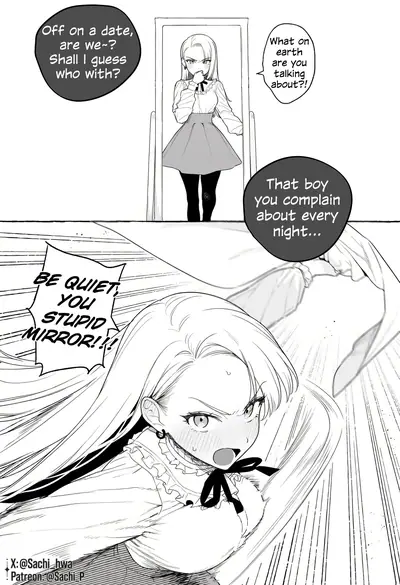 Off on a date,
are we~?
Shall I guess
who with?
What on
earth are
you
talking
about?!
That boy
you complain
about every
night...
BE QUIET,
YOU
STUPID
MIRROR!!!
X:@Sachi_hwa
Patreon:@Sachi_P